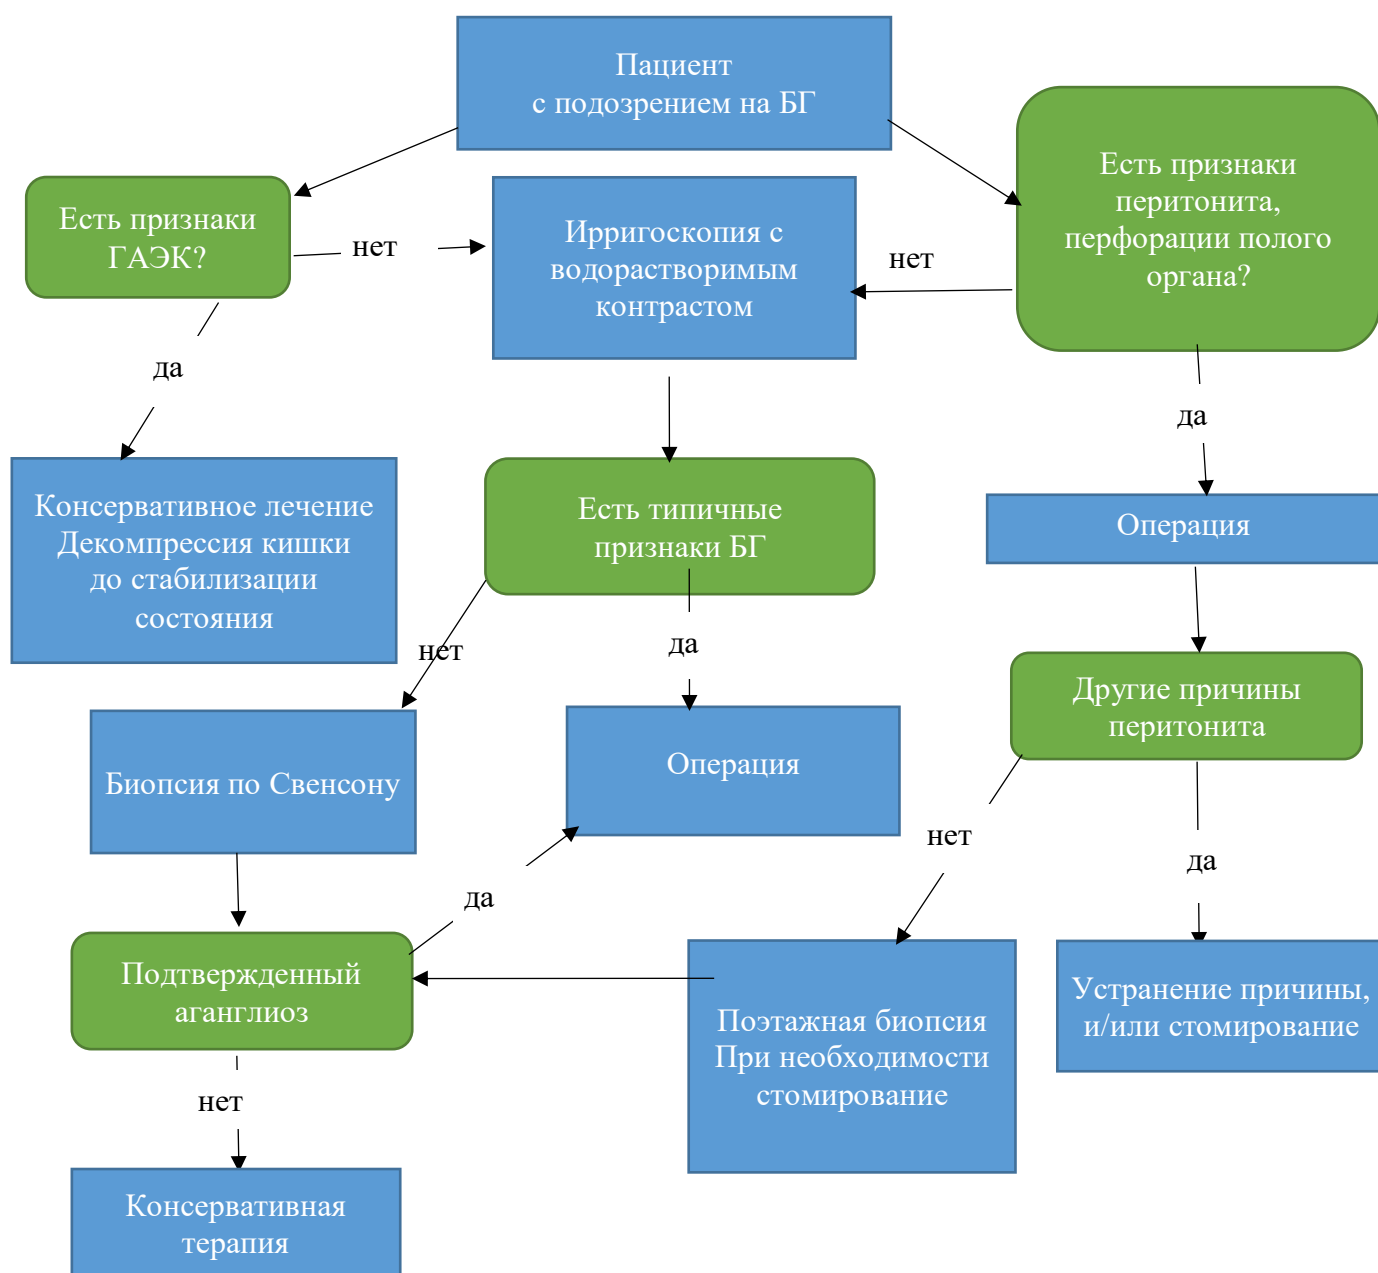 Пациент
с подозрением на БГ
Есть признаки
перитонита,
перфорации полого
органа?
Есть признаки
ГАЭК?
нет
Ирригоскопия с
водорастворимым
контрастом
нет
да
да
Консервативное лечение
Декомпрессия кишки
до стабилизации
состояния
Есть типичные
признаки БГ
Операция
нет
да
Другие причины
перитонита
Биопсия по Свенсону
Операция
нет
да
да
Подтвержденный
аганглиоз
Поэтажная биопсия
При необходимости
стомирование
Устранение причины,
и/или стомирование
нет
Консервативная
терапия